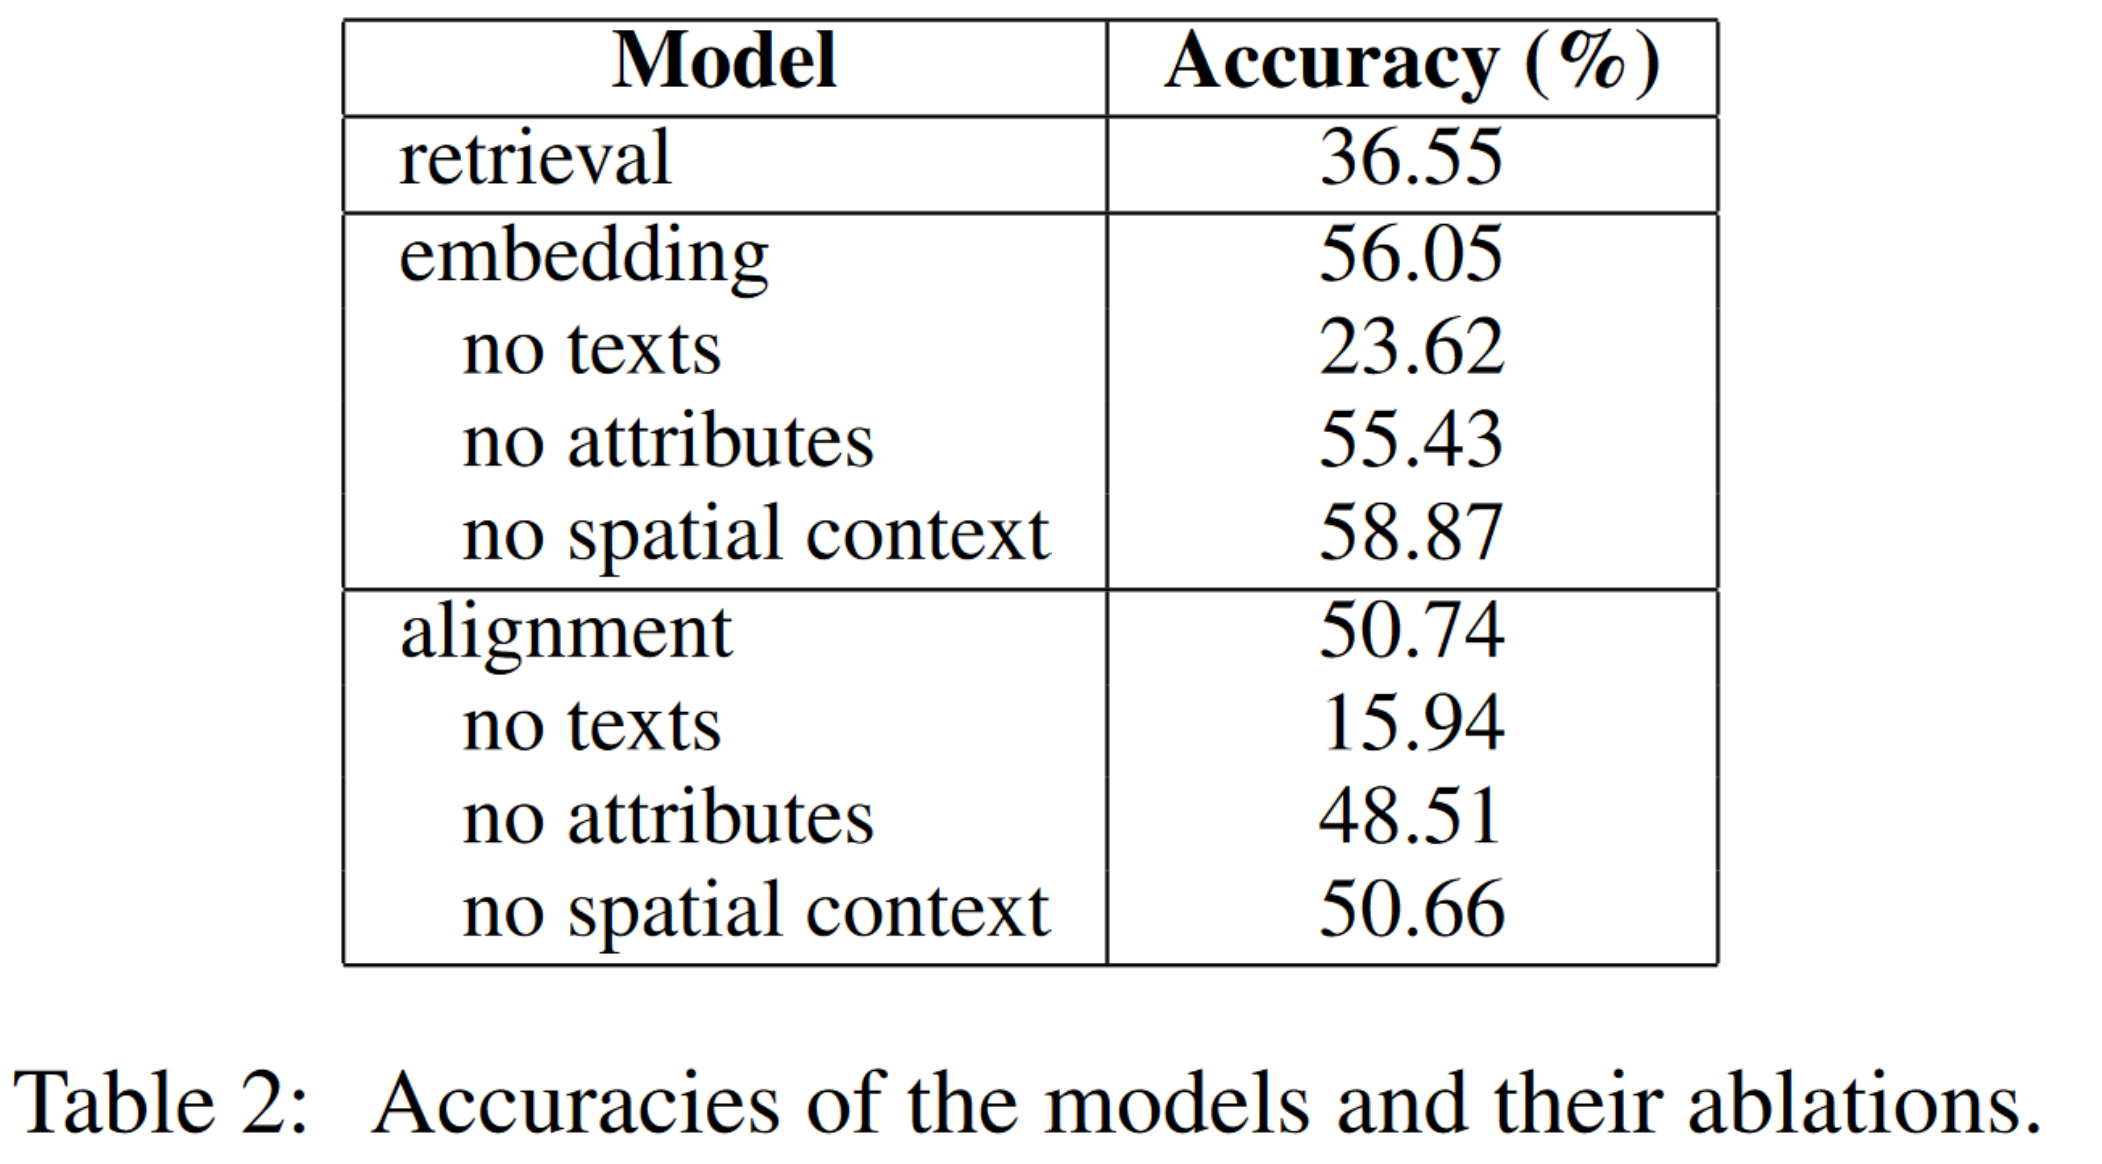 Model Accuracy (%)
retrieval 36.55
embedding 56.05
no texts 23.62
no attributes 55.43
no spatial context 58.87
alignment 50.74
no texts 15.94
no attributes 48.51
no spatial context 50.66
Table 2: Accuracies of the models and their ablations.